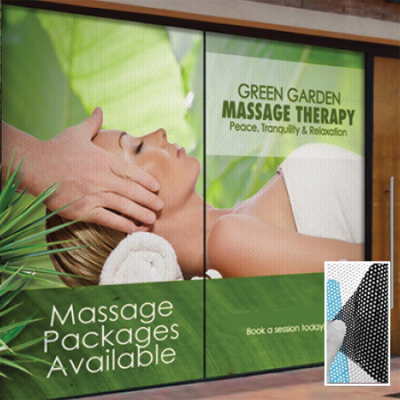 GREEN GARDEN
MASSAGE THERAPY
Peace, Tranquility & Relaxation
Massage
Packages
Available
Book a session today!